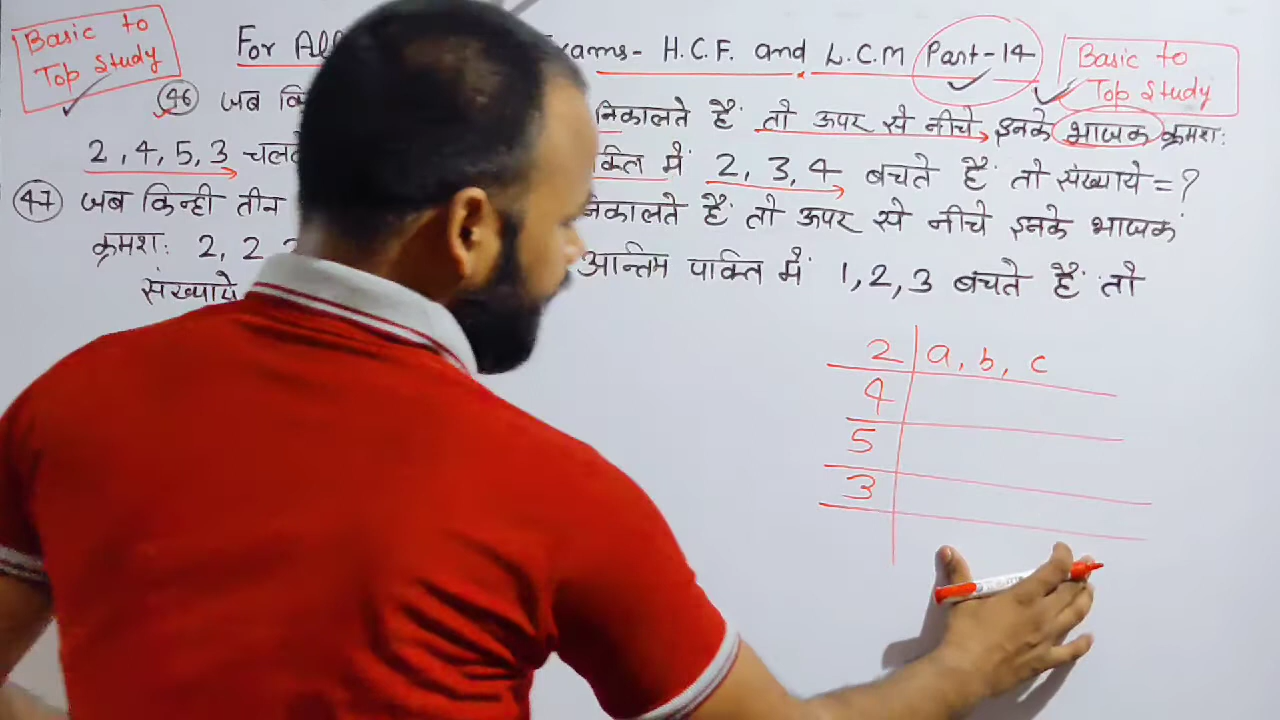 Basic to
Top Study
For All Exams- H.C.F. and L.C.M Part-14
Basic to
Top Study
46 जब निकालते हैं तो ऊपर से नीचे इनके भाजक क्रमश:
2, 4, 5, 3 में 2, 3, 4 बचते हैं तो संख्याये = ?
47 जब किन्ही तीन निकालते हैं तो ऊपर से नीचे इनके भाजक
क्रमश: 2, 2 अन्तिम पाक्ति में 1, 2, 3 बचते हैं तो
संख्याये
2 a, b, c
4
5
3